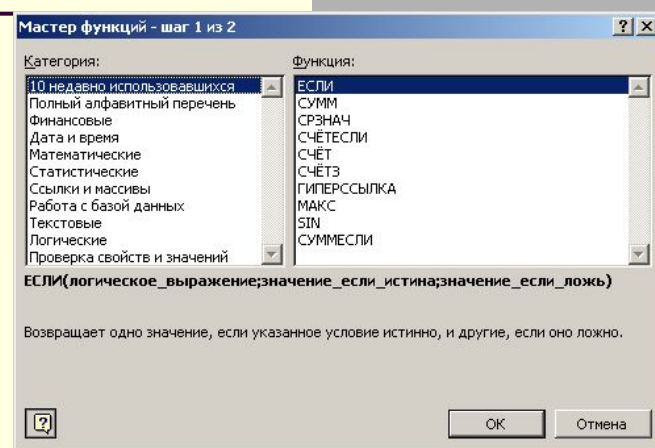 Мастер функций - шаг 1 из 2
Категория:
10 недавно использовавшихся
Полный алфавитный перечень
Финансовые
Дата и время
Математические
Статистические
Ссылки и массивы
Работа с базой данных
Текстовые
Логические
Проверка свойств и значений
Функция:
ЕСЛИ
СУММ
СРЗНАЧ
СЧЁТЕСЛИ
СЧЁТ
СЧЁТЗ
ГИПЕРССЫЛКА
МАКС
SIN
СУММЕСЛИ
ЕСЛИ(логическое_выражение;значение_если_истина;значение_если_ложь)
Возвращает одно значение, если указанное условие истинно, и другие, если оно ложно.
OK
Отмена